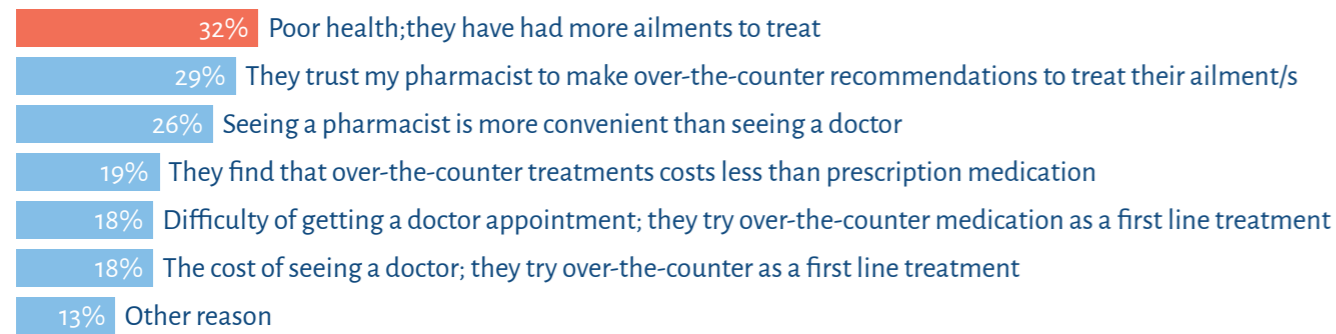 32% Poor health;they have had more ailments to treat
29% They trust my pharmacist to make over-the-counter recommendations to treat their ailment/s
26% Seeing a pharmacist is more convenient than seeing a doctor
19% They find that over-the-counter treatments costs less than prescription medication
18% Difficulty of getting a doctor appointment; they try over-the-counter medication as a first line treatment
18% The cost of seeing a doctor; they try over-the-counter as a first line treatment
13% Other reason